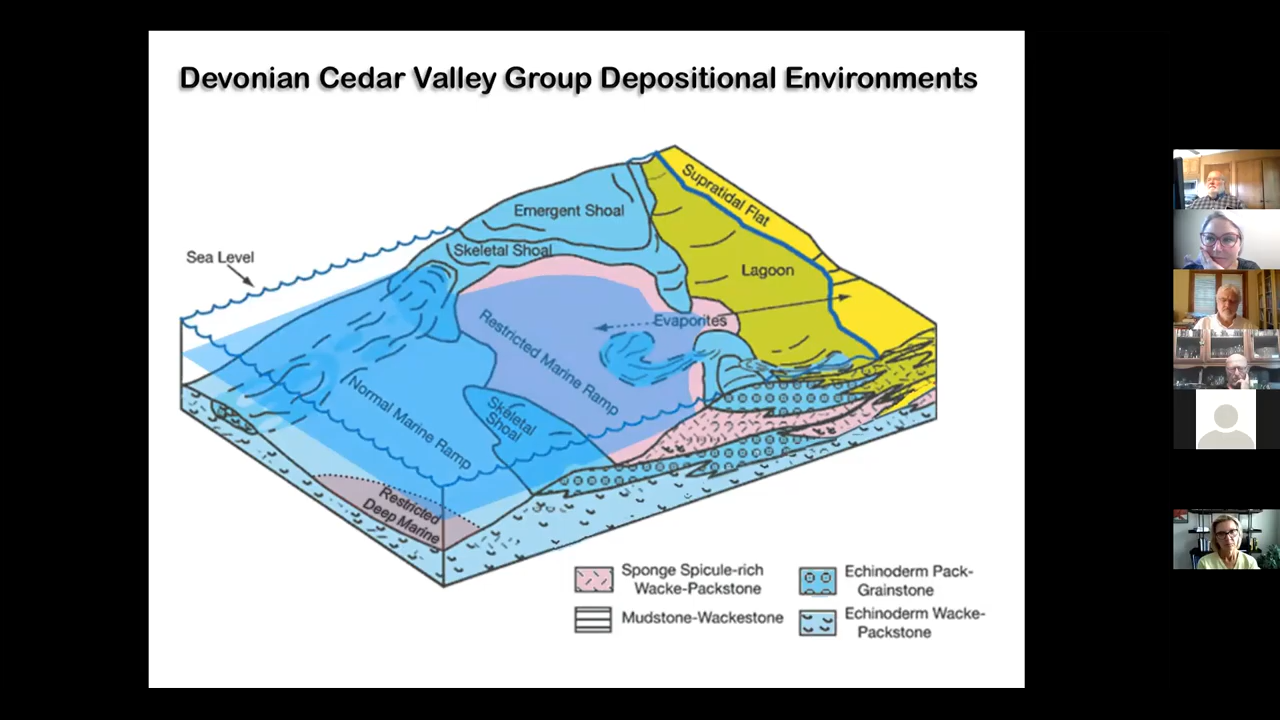 Devonian Cedar Valley Group Depositional Environments
Supratidal Flat
Emergent Shoal
Skeletal Shoal
Sea Level
Lagoon
Evaporites
Restricted Marine Ramp
Normal Marine Ramp
Skeletal
Shoal
Restricted
Deep Marine
Sponge Spicule-rich
Wacke-Packstone
Mudstone-Wackestone
Echinoderm Pack-
Grainstone
Echinoderm Wacke-
Packstone